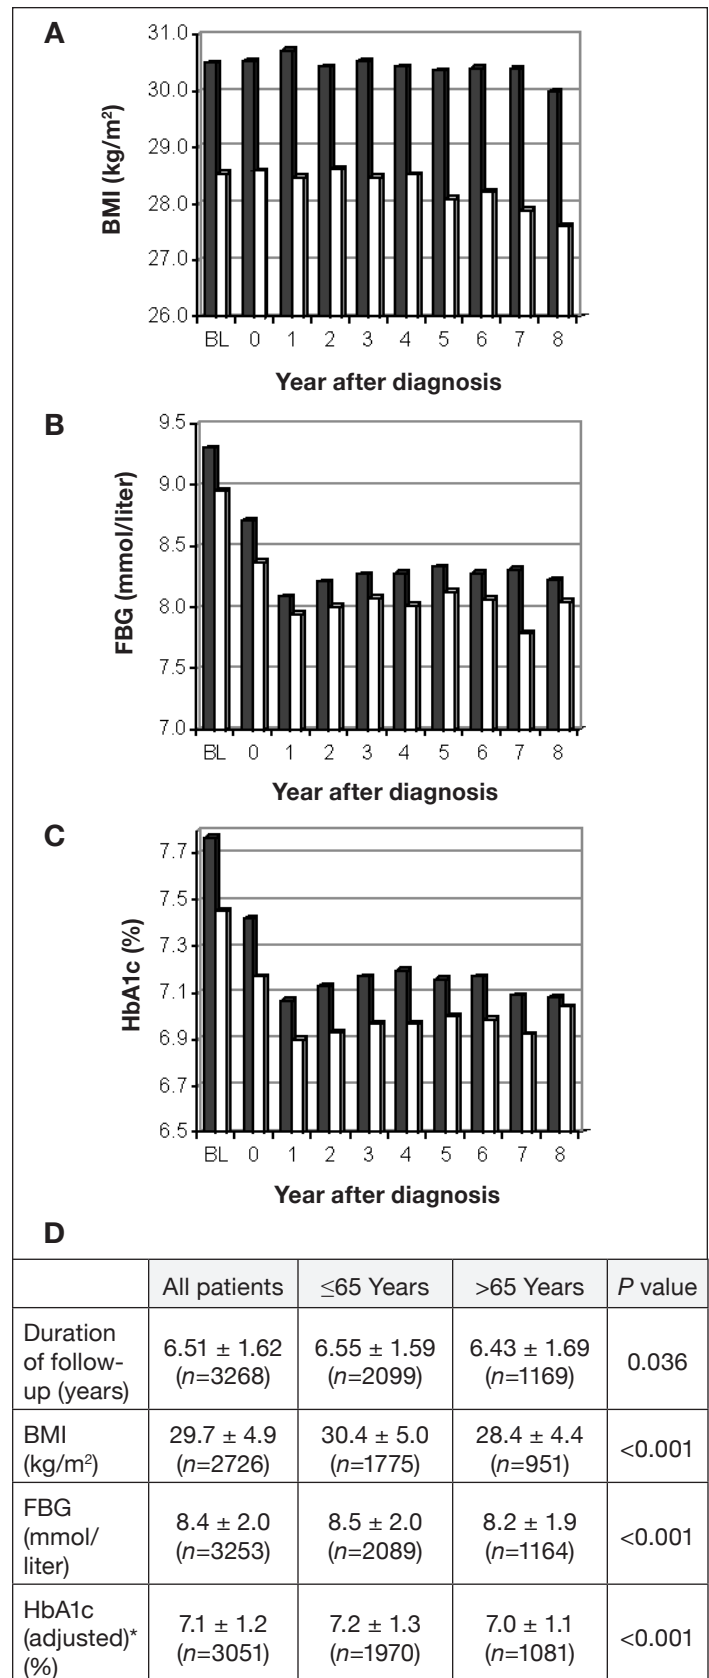 A
31.0
30.0
29.0
28.0
27.0
26.0
BMI (kg/m²)
BL 0 1 2 3 4 5 6 7 8
Year after diagnosis
B
9.5
9.0
8.5
8.0
7.5
7.0
FBG (mmol/liter)
BL 0 1 2 3 4 5 6 7 8
Year after diagnosis
C
7.7
7.5
7.3
7.1
6.9
6.7
6.5
HbA1c (%)
BL 0 1 2 3 4 5 6 7 8
Year after diagnosis
D
All patients ≤65 Years >65 Years P value
Duration
of follow-
up (years)
6.51 ± 1.62 6.55 ± 1.59 6.43 ± 1.69 0.036
(n=3268) (n=2099) (n=1169)
BMI
(kg/m²)
29.7 ± 4.9 30.4 ± 5.0 28.4 ± 4.4 <0.001
(n=2726) (n=1775) (n=951)
FBG
(mmol/
liter)
8.4 ± 2.0 8.5 ± 2.0 8.2 ± 1.9 <0.001
(n=3253) (n=2089) (n=1164)
HbA1c
(adjusted)*
(%)
7.1 ± 1.2 7.2 ± 1.3 7.0 ± 1.1 <0.001
(n=3051) (n=1970) (n=1081)